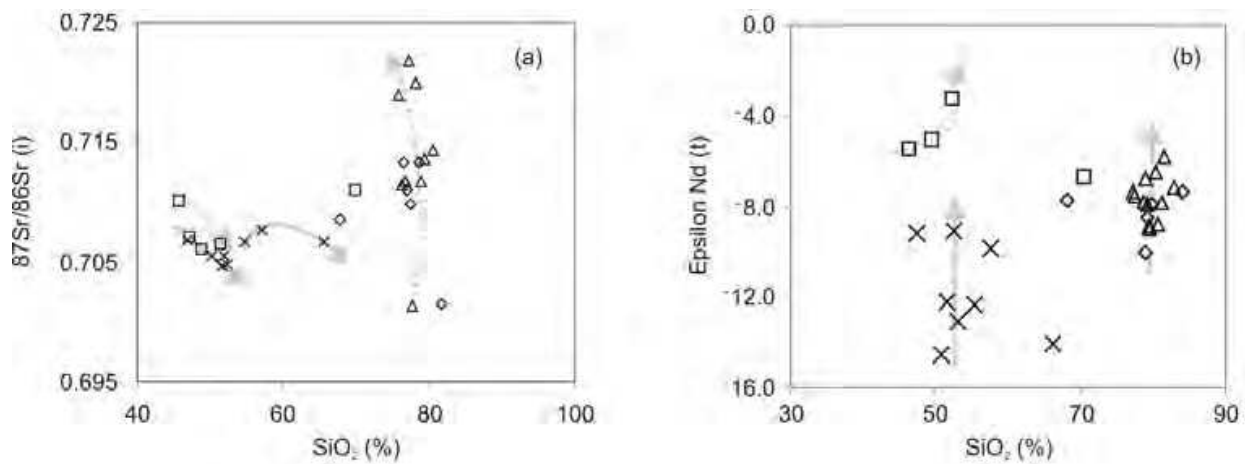 0.725
(a)
0.715
0.705
0.695
87Sr/86Sr (i)
40 60 80 100
SiO₂ (%)
0.0
(b)
-4.0
-8.0
-12.0
16.0
Epsilon Nd (t)
30 50 70 90
SiO₂ (%)